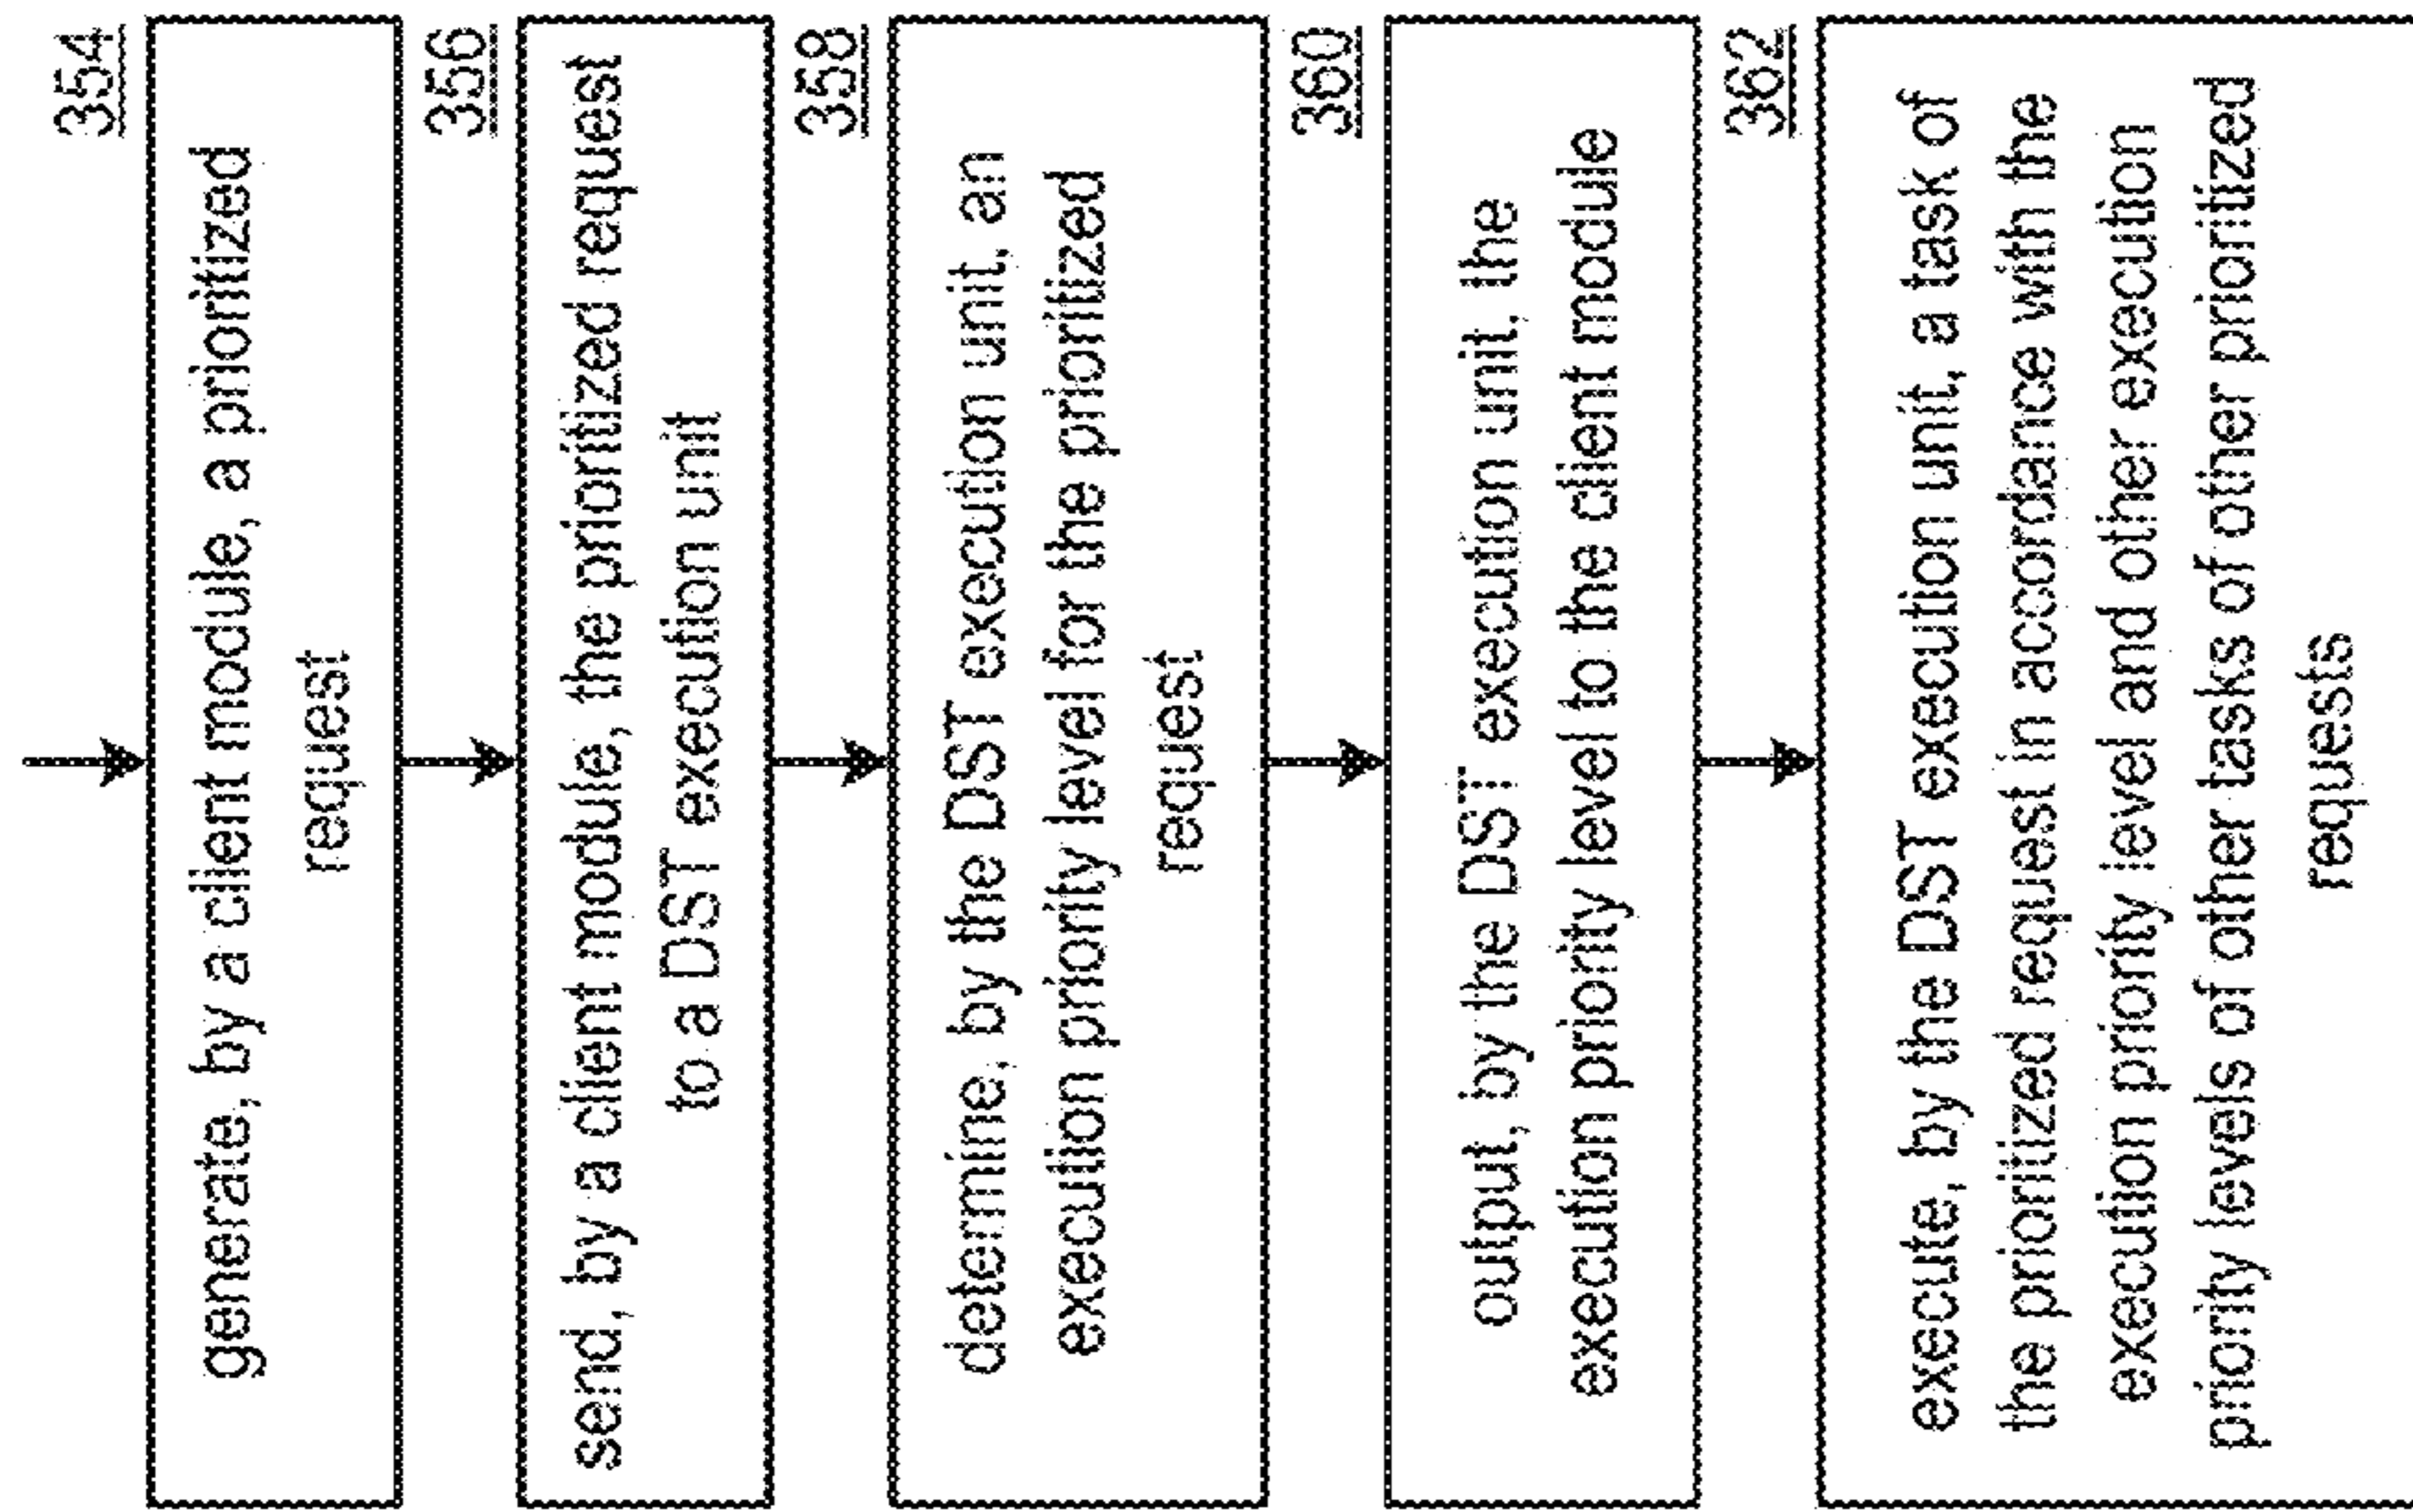 354
generate, by a client module, a prioritized
request
356
send, by a client module, the prioritized request
to a DST execution unit
358
determine, by the DST execution unit, an
execution priority level for the prioritized
request
360
output, by the DST execution unit, the
execution priority level to the client module
362
execute, by the DST execution unit, a task of
the prioritized request in accordance with the
execution priority level and other execution
priority levels of other tasks of other prioritized
requests